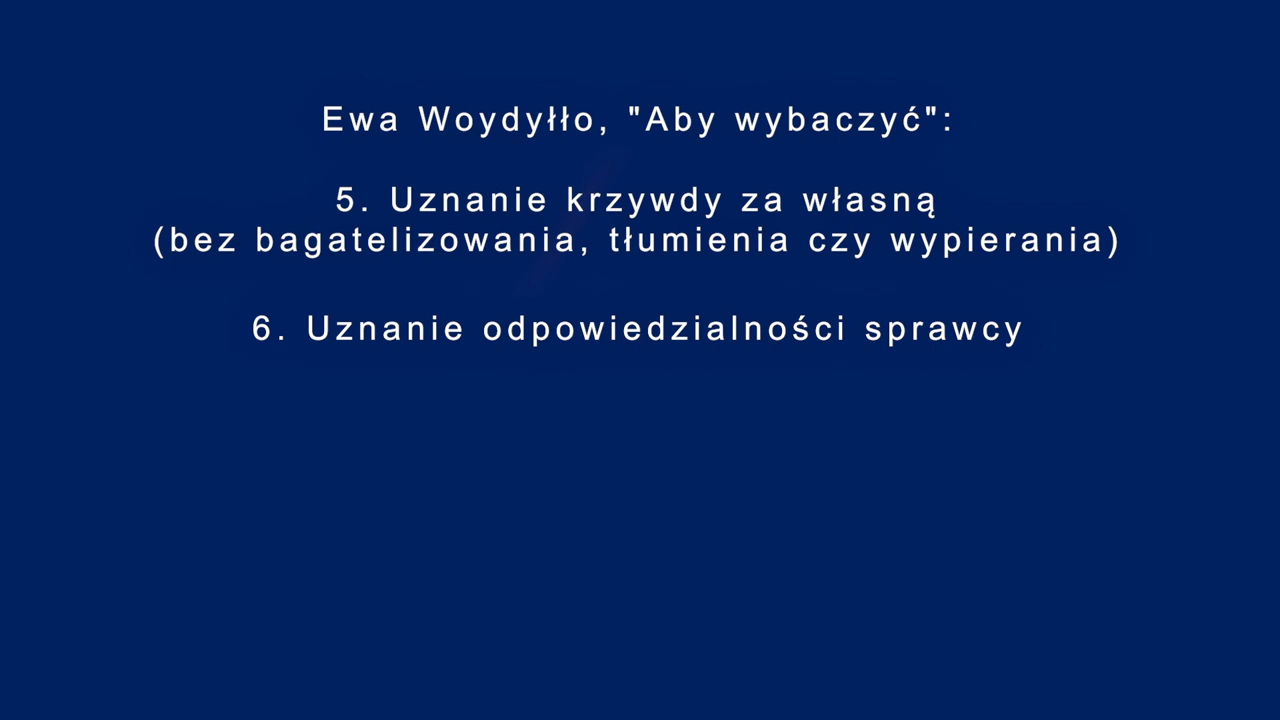 Ewa Woydyłło, "Aby wybaczyć":
5. Uznanie krzywdy za własną
(bez bagatelizowania, tłumienia czy wypierania)
6. Uznanie odpowiedzialności sprawcy